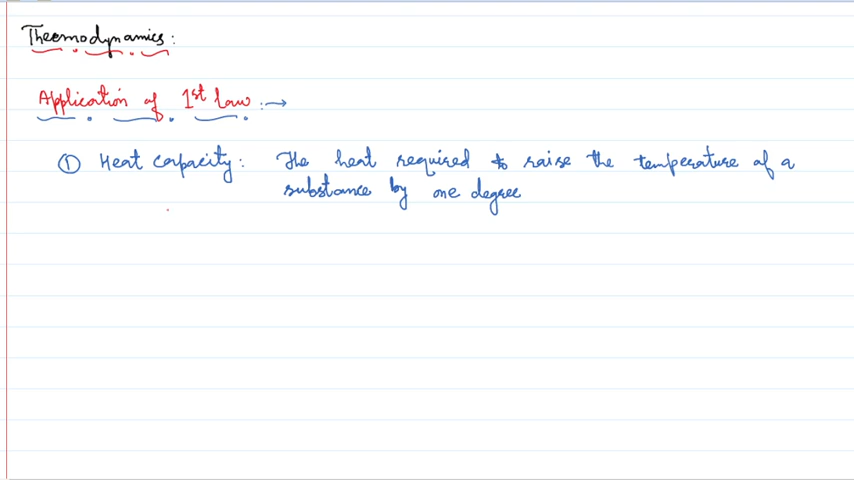 Thermodynamics:
Application of 1st law :→
① Heat capacity: The heat required to raise the temperature of a
substance by one degree